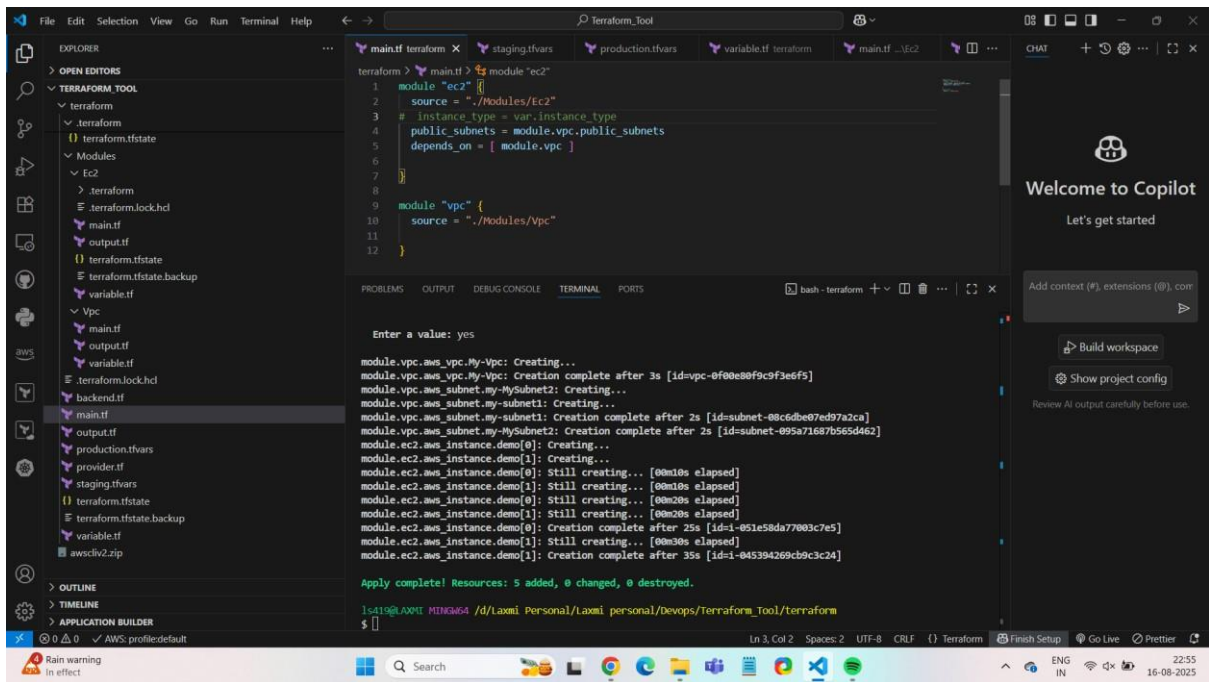 File Edit Selection View Go Run Terminal Help
Terraform_Tool
EXPLORER
OPEN EDITORS
TERRAFORM_TOOL
terraform
.terraform
{} terraform.tfstate
Modules
Ec2
.terraform
.terraform.lock.hcl
main.tf
output.tf
{} terraform.tfstate
terraform.tfstate.backup
variable.tf
Vpc
main.tf
output.tf
variable.tf
.terraform.lock.hcl
backend.tf
main.tf
output.tf
production.tfvars
provider.tf
staging.tfvars
{} terraform.tfstate
terraform.tfstate.backup
variable.tf
awscliv2.zip
OUTLINE
TIMELINE
APPLICATION BUILDER
aws
main.tf terraform staging.tfvars production.tfvars variable.tf terraform main.tf ...\Ec2
terraform > main.tf > module "ec2"
1 module "ec2" {
2 source = "./Modules/Ec2"
3 # instance_type = var.instance_type
4 public_subnets = module.vpc.public_subnets
5 depends_on = [ module.vpc ]
6
7 }
8
9 module "vpc" {
10 source = "./Modules/Vpc"
11
12 }
PROBLEMS OUTPUT DEBUG CONSOLE TERMINAL PORTS bash - terraform
Enter a value: yes
module.vpc.aws_vpc.My-Vpc: Creating...
module.vpc.aws_vpc.My-Vpc: Creation complete after 3s [id=vpc-0f00e80f9c9f3e6f5]
module.vpc.aws_subnet.my-MySubnet2: Creating...
module.vpc.aws_subnet.my-subnet1: Creating...
module.vpc.aws_subnet.my-subnet1: Creation complete after 2s [id=subnet-08c6dbe07ed97a2ca]
module.vpc.aws_subnet.my-MySubnet2: Creation complete after 2s [id=subnet-095a71687b565d462]
module.ec2.aws_instance.demo[0]: Creating...
module.ec2.aws_instance.demo[1]: Creating...
module.ec2.aws_instance.demo[0]: Still creating... [00m10s elapsed]
module.ec2.aws_instance.demo[1]: Still creating... [00m10s elapsed]
module.ec2.aws_instance.demo[0]: Still creating... [00m20s elapsed]
module.ec2.aws_instance.demo[1]: Still creating... [00m20s elapsed]
module.ec2.aws_instance.demo[0]: Creation complete after 25s [id=i-051e58da77003c7e5]
module.ec2.aws_instance.demo[1]: Still creating... [00m30s elapsed]
module.ec2.aws_instance.demo[1]: Creation complete after 35s [id=i-045394269cb9c3c24]
Apply complete! Resources: 5 added, 0 changed, 0 destroyed.
ls419@LAXMI MINGW64 /d/Laxmi Personal/Laxmi personal/Devops/Terraform_Tool/terraform
$
CHAT
Welcome to Copilot
Let's get started
Add context (#), extensions (@), com
Build workspace
Show project config
Review AI output carefully before use.
0 0 AWS: profile:default Ln 3, Col 2 Spaces: 2 UTF-8 CRLF {} Terraform Finish Setup Go Live Prettier
4
Rain warning
In effect
Search
ENG
IN
22:55
16-08-2025